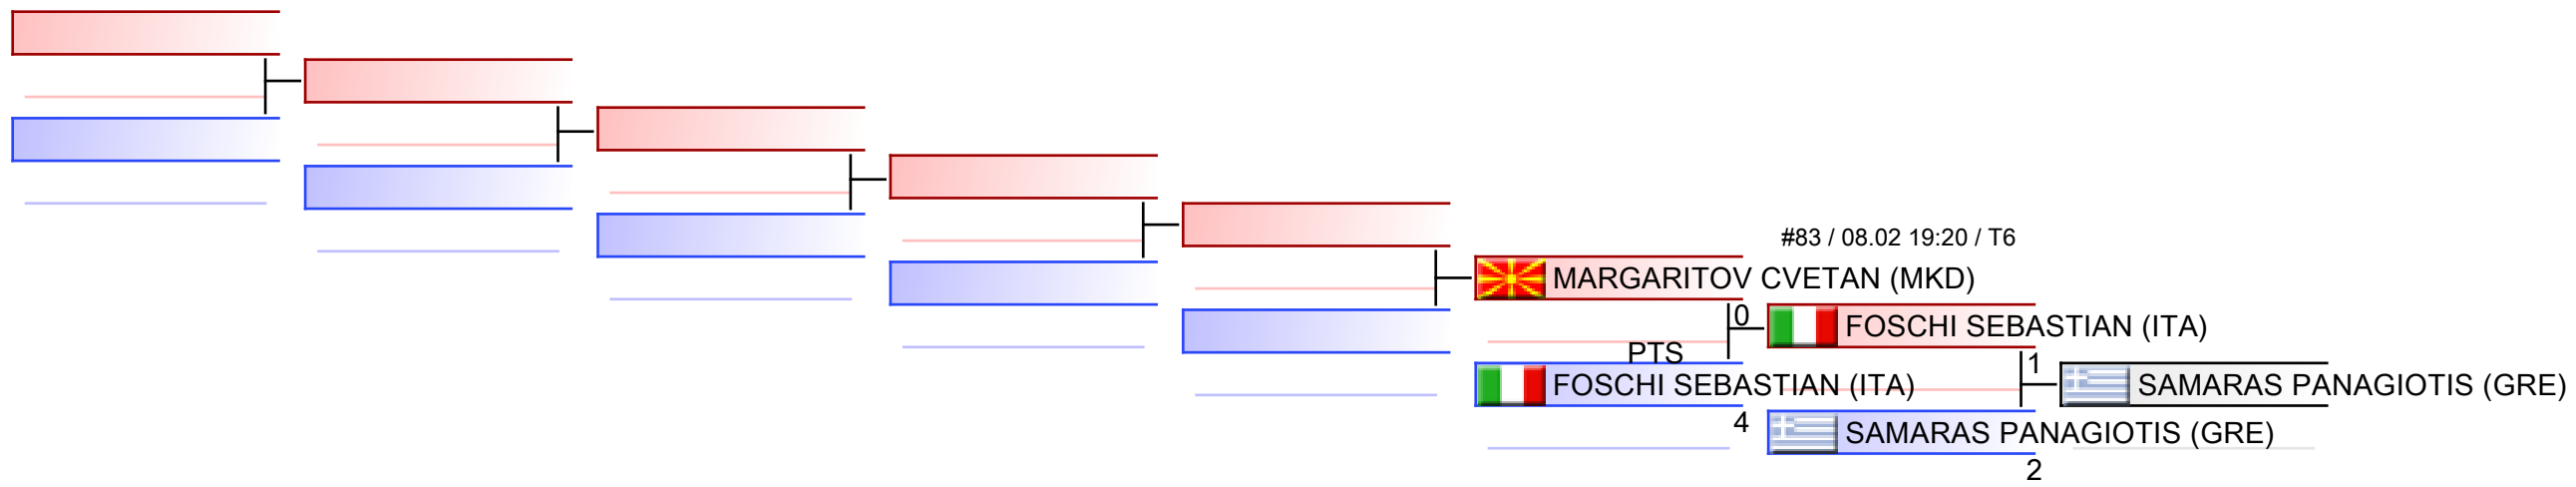 #83 / 08.02 19:20 / T6
MARGARITOV CVETAN (MKD)
0
FOSCHI SEBASTIAN (ITA)
PTS
1
FOSCHI SEBASTIAN (ITA)
SAMARAS PANAGIOTIS (GRE)
4
SAMARAS PANAGIOTIS (GRE)
2